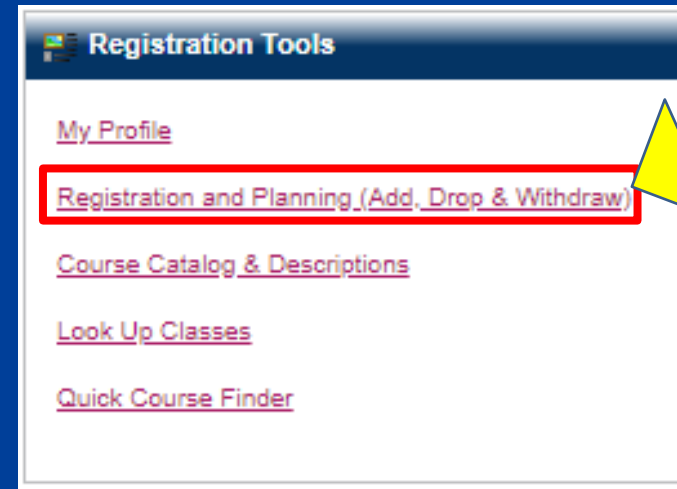 Registration Tools
My Profile
Registration and Planning (Add, Drop & Withdraw)
Course Catalog & Descriptions
Look Up Classes
Quick Course Finder